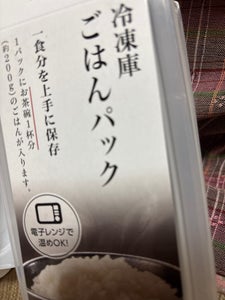 冷凍庫
ごはんパック
一食分を上手に保存
1パックにお茶碗1杯分
(約200g)のごはんが入ります。
電子レンジで
温めOK!